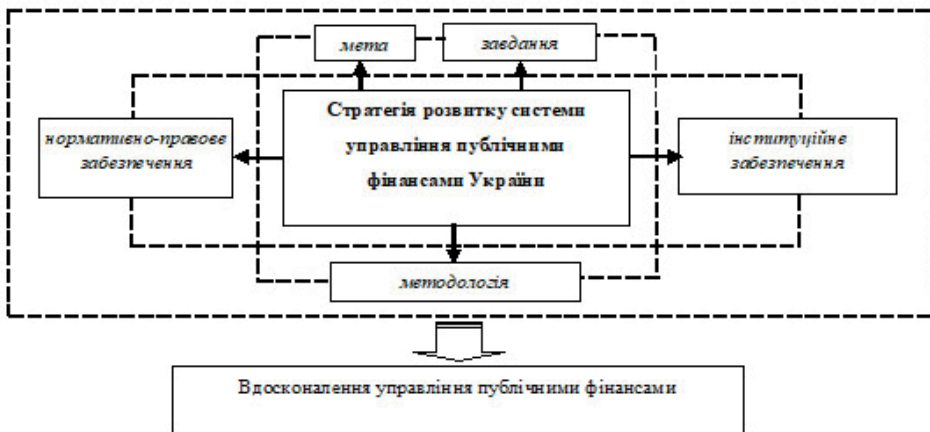 мета
завдання
Стратегія розвитку системи
управління публічними
фінансами України
нормативно-правове
забезпечення
інституційне
забезпечення
методологія
Вдосконалення управління публічними фінансами